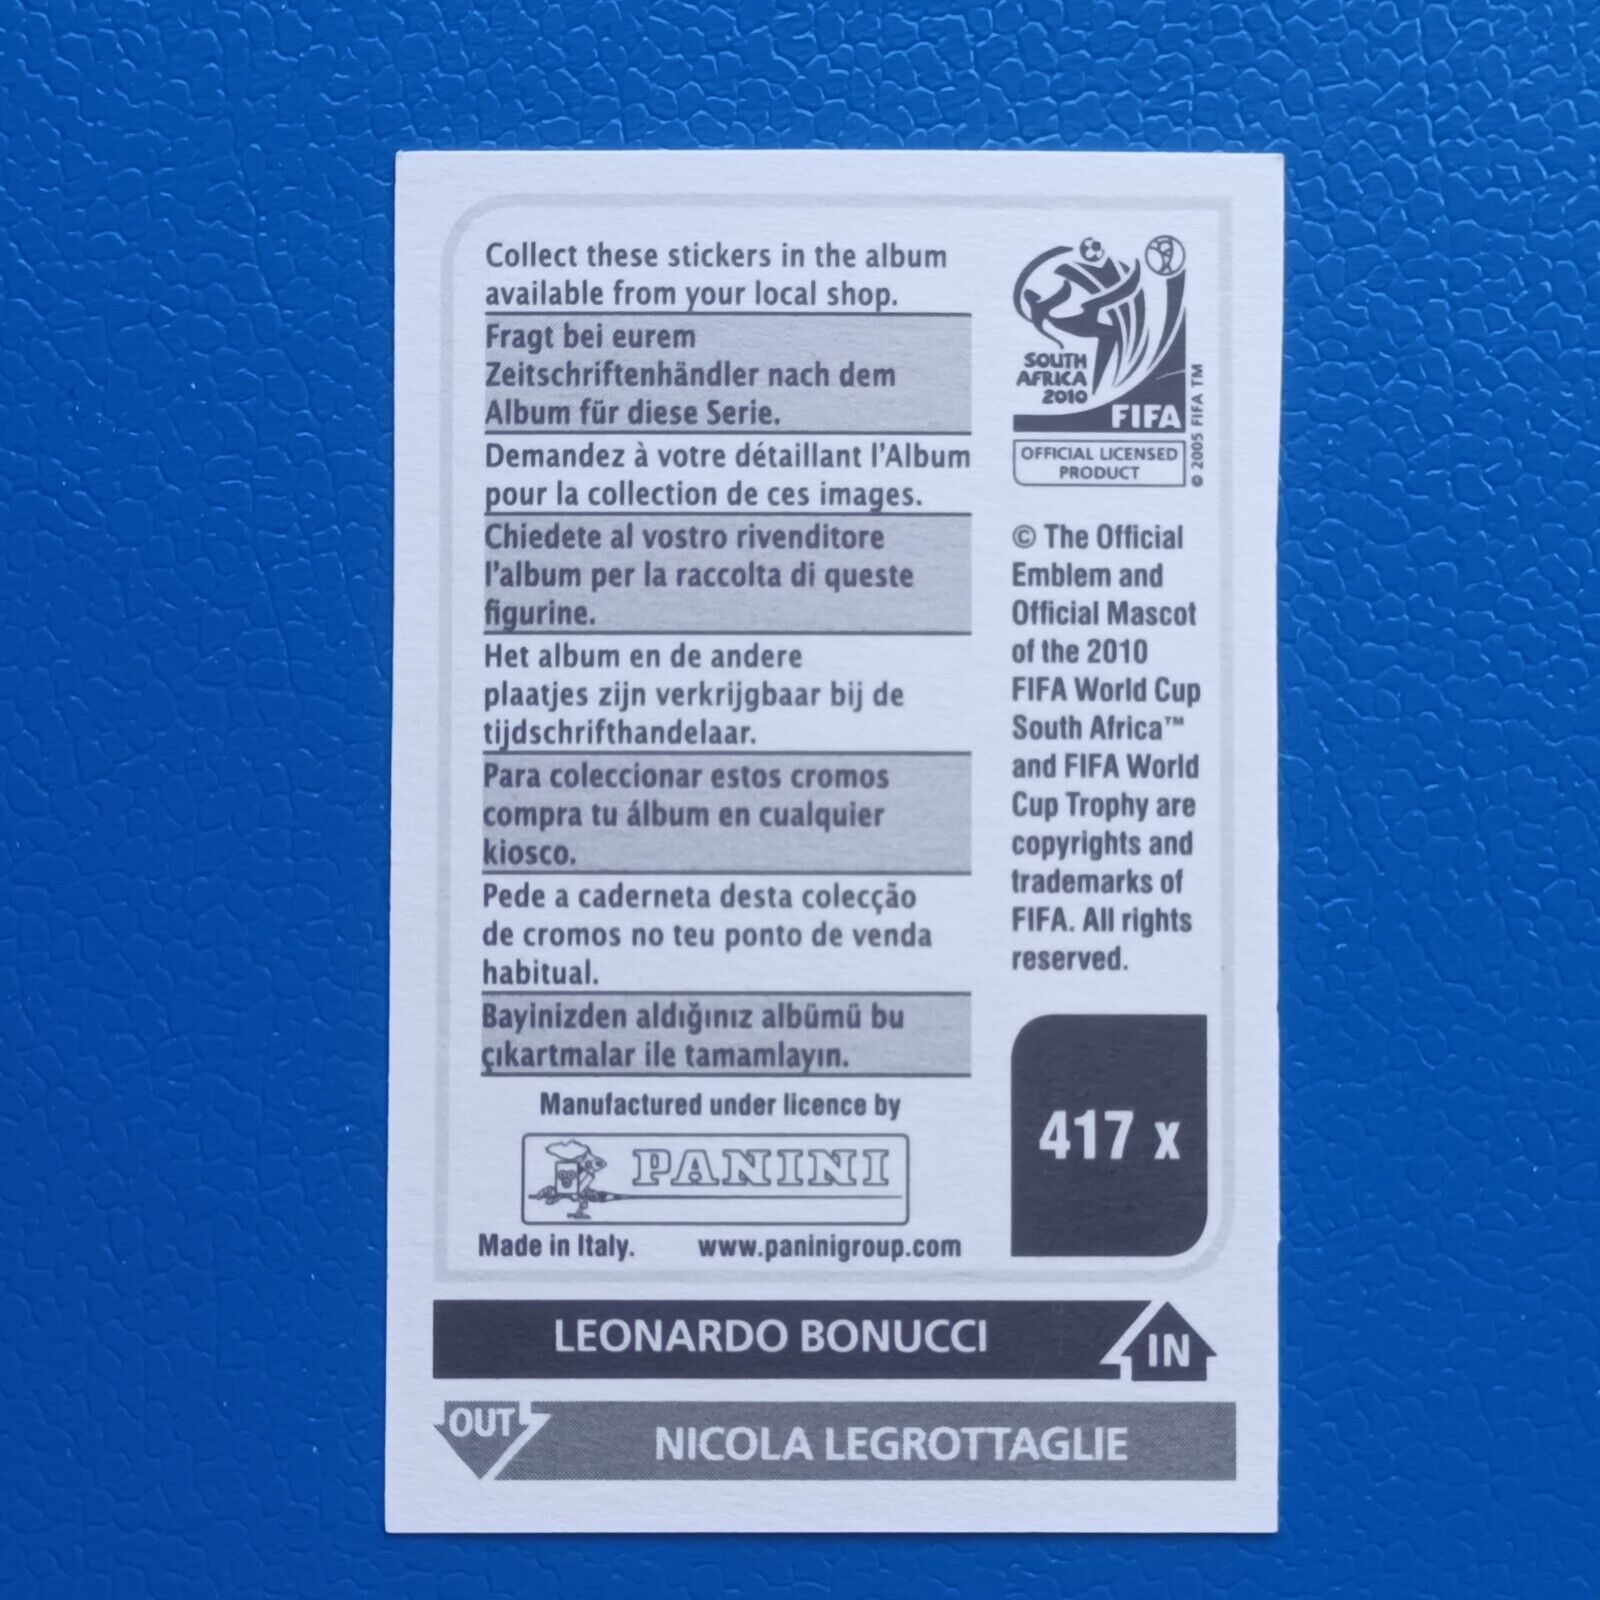 Collect these stickers in the album
available from your local shop.
Fragt bei eurem
Zeitschriftenhändler nach dem
Album für diese Serie.
Demandez à votre détaillant l'Album
pour la collection de ces images.
Chiedete al vostro rivenditore
l'album per la raccolta di queste
figurine.
Het album en de andere
plaatjes zijn verkrijgbaar bij de
tijdschrifthandelaar.
Para coleccionar estos cromos
compra tu álbum en cualquier
kiosco.
Pede a caderneta desta colecção
de cromos no teu ponto de venda
habitual.
Bayinizden aldığınız albümü bu
çıkartmalar ile tamamlayın.
Manufactured under licence by
PANINI
Made in Italy. www.paninigroup.com
SOUTH
AFRICA
2010
FIFA
© 2005 FIFA TM
OFFICIAL LICENSED
PRODUCT
© The Official
Emblem and
Official Mascot
of the 2010
FIFA World Cup
South Africa™
and FIFA World
Cup Trophy are
copyrights and
trademarks of
FIFA. All rights
reserved.
417 x
LEONARDO BONUCCI IN
OUT NICOLA LEGROTTAGLIE